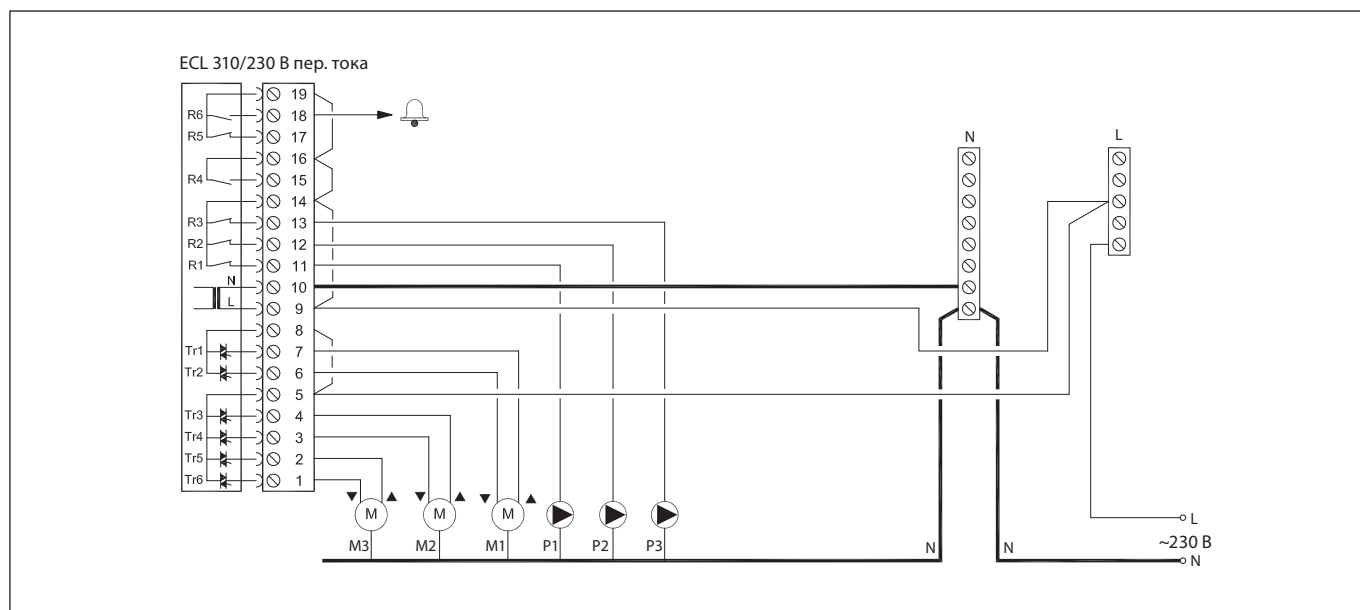 ECL 310/230 В пер. тока
19
R6 18
R5 17
16
R4 15
14
R3 13
R2 12
R1 11
N 10
L 9
8
Tr1 7
Tr2 6
5
Tr3 4
Tr4 3
Tr5 2
Tr6 1
N
L
M
M
M
M3
M2
M1
P1
P2
P3
N
N
L
~230 В
N